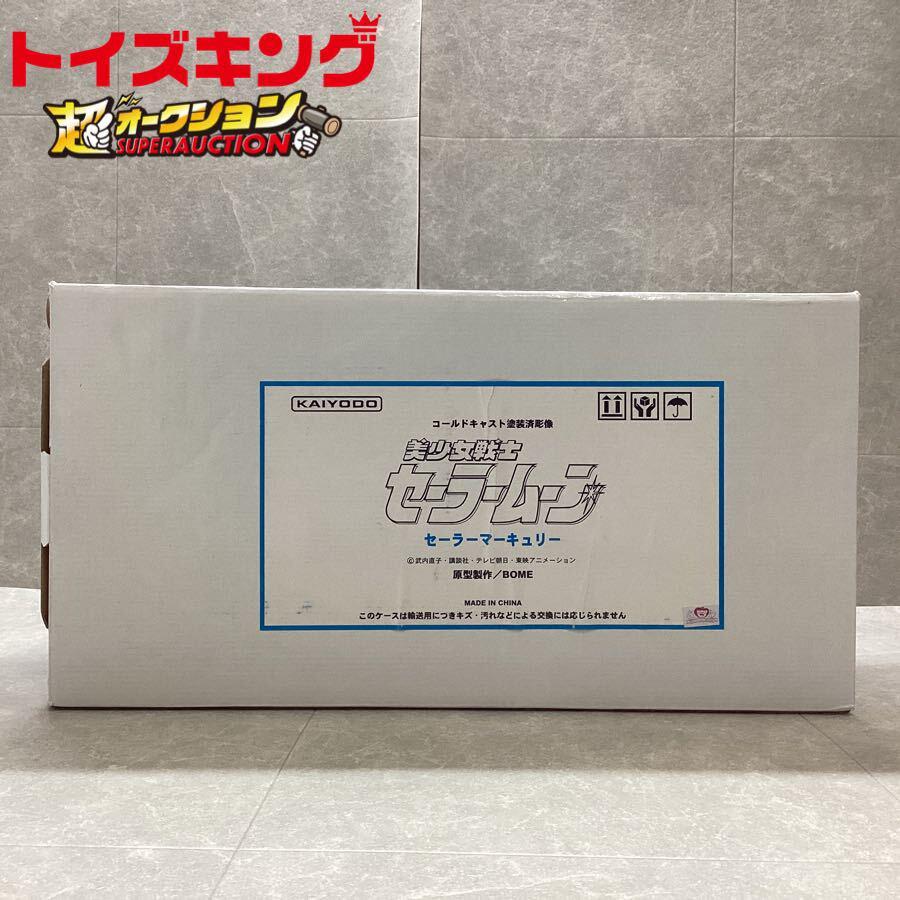 トイズキング
超オークション
SUPERAUCTION
KAIYODO
コールドキャスト塗装済彫像
美少女戦士
セーラームーン
セーラーマーキュリー
©武内直子・講談社・テレビ朝日・東映アニメーション
原型製作／BOME
MADE IN CHINA
このケースは輸送用につきキズ・汚れなどによる交換には応じられません